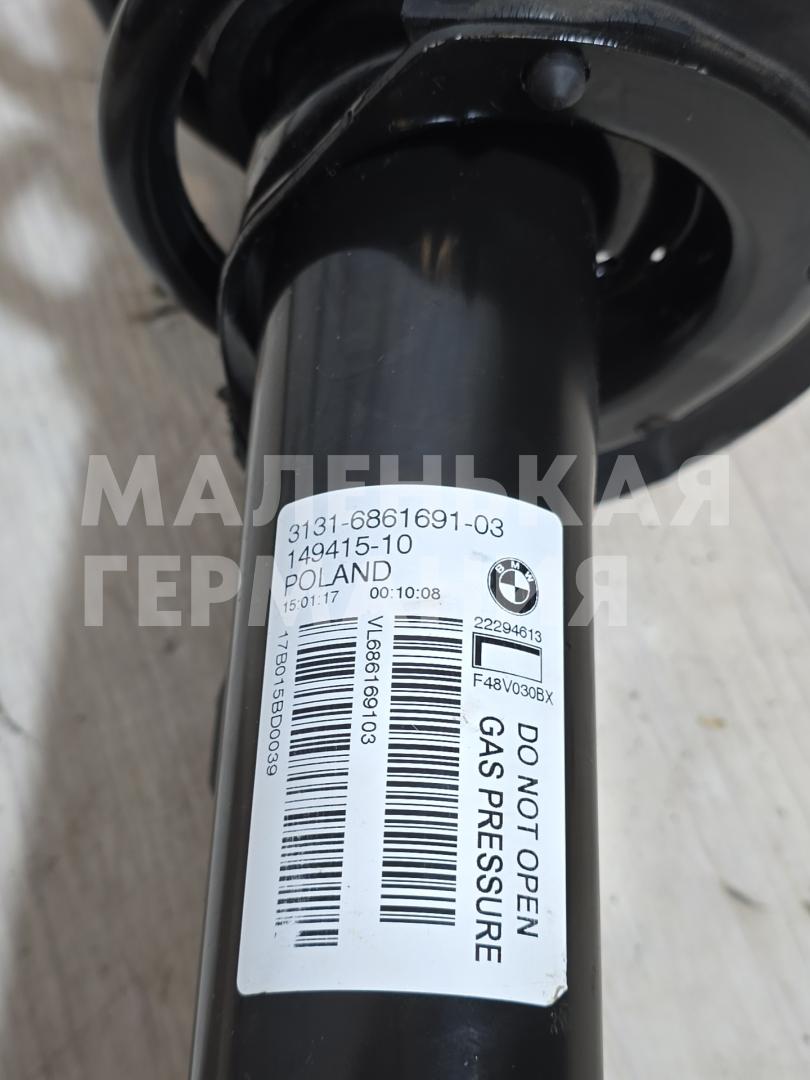 МАЛЕНЬКАЯ
ГЕРМАНИЯ
3131-6861691-03
149415-10
POLAND
15:01:17 00:10:08
BMW
22294613
F48V030BX
17B015BD0039
VL686169103
DO NOT OPEN
GAS PRESSURE